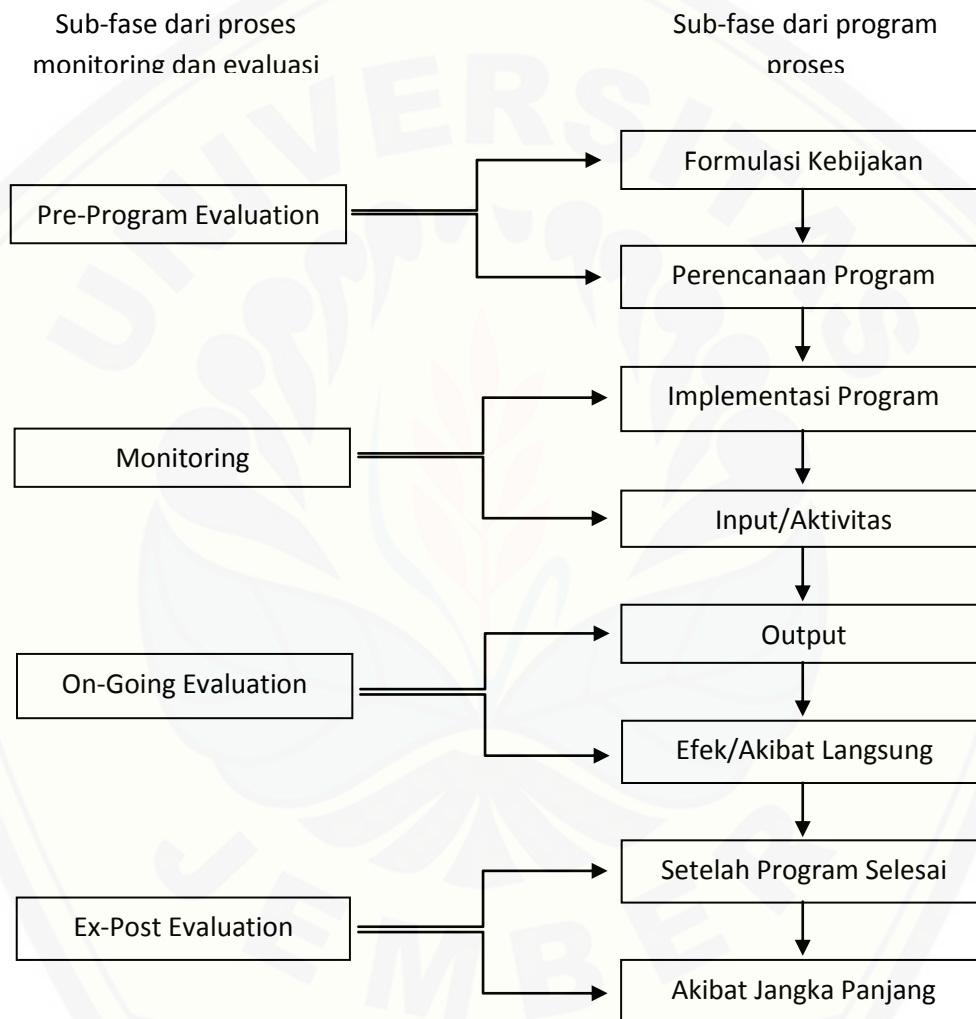 Sub-fase dari proses
monitoring dan evaluasi
Sub-fase dari program
proses
Formulasi Kebijakan
Pre-Program Evaluation
Perencanaan Program
Implementasi Program
Monitoring
Input/Aktivitas
Output
On-Going Evaluation
Efek/Akibat Langsung
Setelah Program Selesai
Ex-Post Evaluation
Akibat Jangka Panjang
UNIVERSITAS
JEMBER